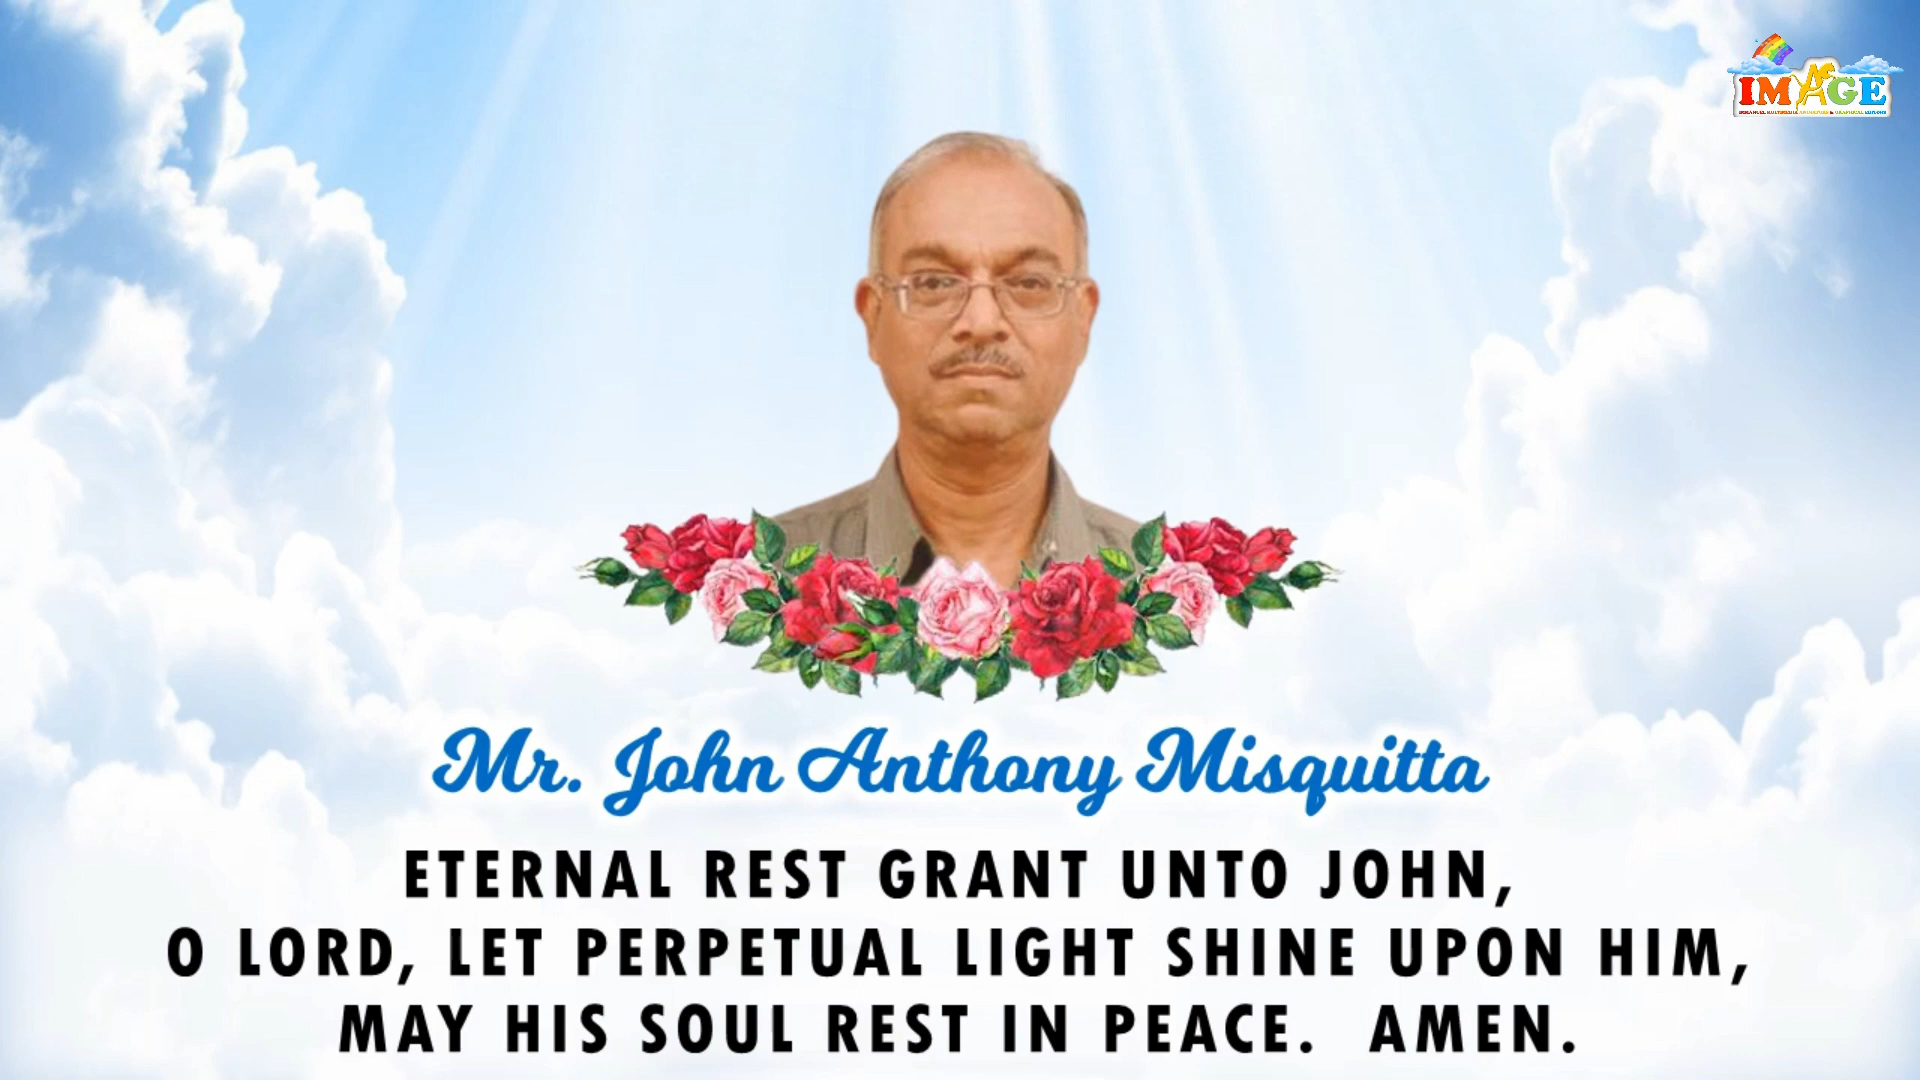 IMAGE
Mr. John Anthony Misquitta
ETERNAL REST GRANT UNTO JOHN,
O LORD, LET PERPETUAL LIGHT SHINE UPON HIM,
MAY HIS SOUL REST IN PEACE. AMEN.